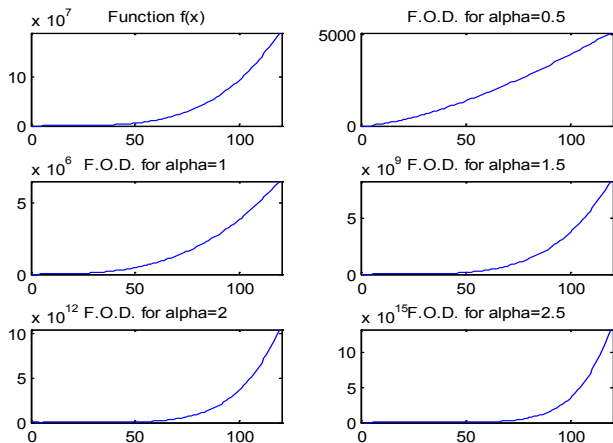 x 10^7
Function f(x)
10
0
0
50
100
F.O.D. for alpha=0.5
5000
0
0
50
100
x 10^6
F.O.D. for alpha=1
5
0
0
50
100
x 10^9
F.O.D. for alpha=1.5
5
0
0
50
100
x 10^12
F.O.D. for alpha=2
10
5
0
0
50
100
x 10^15
F.O.D. for alpha=2.5
10
5
0
0
50
100